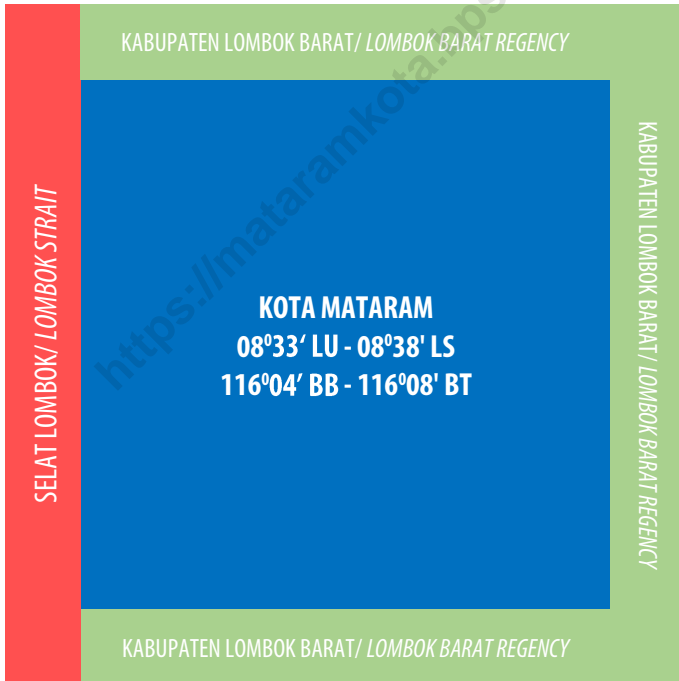 KABUPATEN LOMBOK BARAT/ LOMBOK BARAT REGENCY
SELAT LOMBOK/ LOMBOK STRAIT
KOTA MATARAM
08⁰33‘ LU - 08⁰38' LS
116⁰04’ BB - 116⁰08' BT
KABUPATEN LOMBOK BARAT/ LOMBOK BARAT REGENCY
KABUPATEN LOMBOK BARAT/ LOMBOK BARAT REGENCY
https://mataramkota.bps